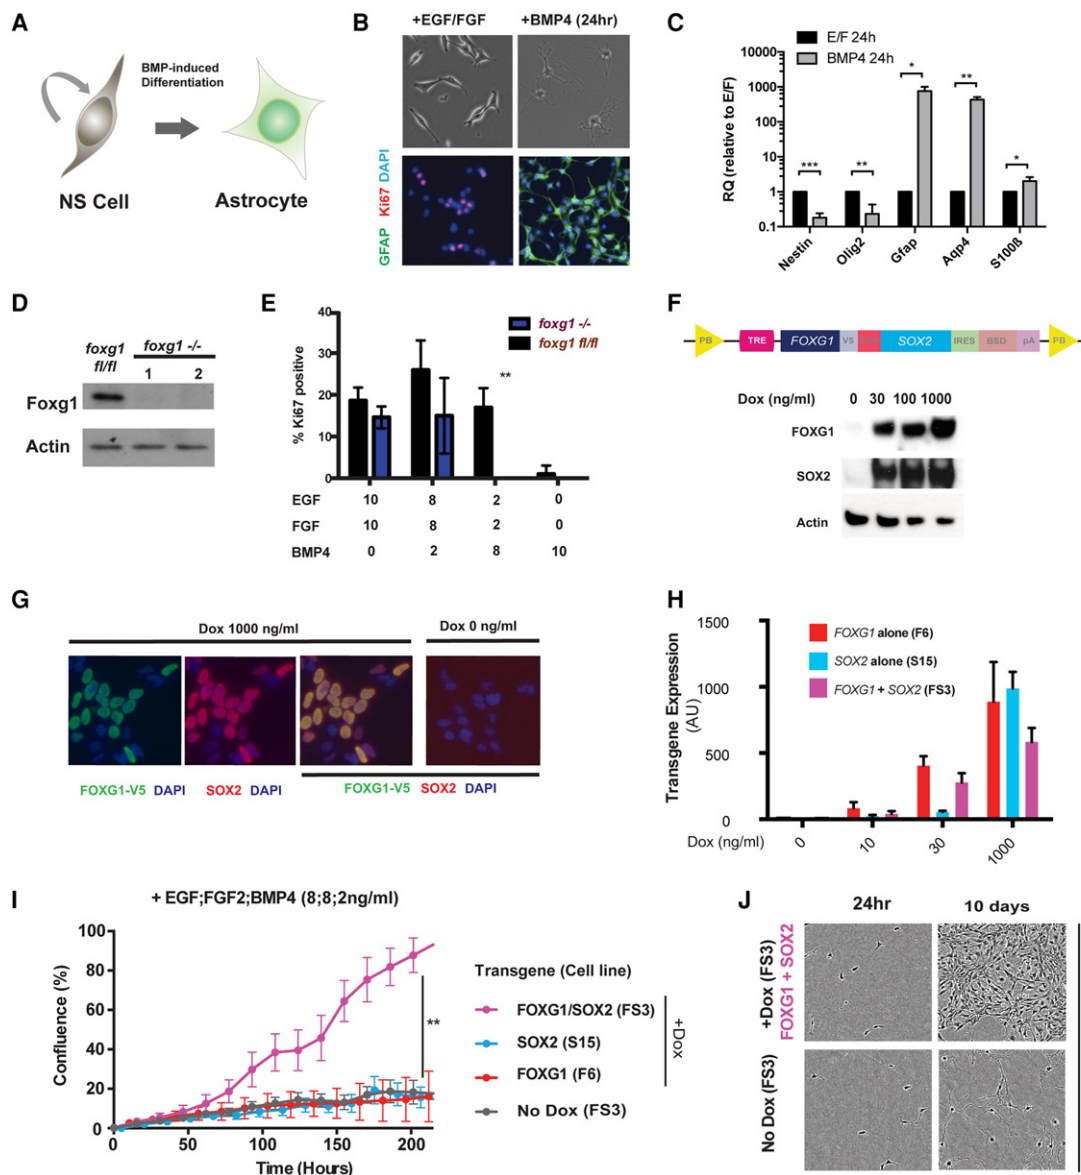 A
BMP-induced
Differentiation
NS Cell
Astrocyte
B
+EGF/FGF
+BMP4 (24hr)
GFAP Ki67 DAPI
C
E/F 24h
BMP4 24h
RQ (relative to E/F)
10000
1000
100
10
1
0.1
*
**
***
**
*
Nestin
Olig2
Gfap
Aqp4
S100ß
D
foxg1 fl/fl
foxg1 -/-
1 2
Foxg1
Actin
E
foxg1 -/-
foxg1 fl/fl
% Ki67 positive
40
30
20
10
0
**
EGF 10 8 2 0
FGF 10 8 2 0
BMP4 0 2 8 10
F
PB TRE FOXG1 V5 SOX2 IRES BSD pA PB
Dox (ng/ml) 0 30 100 1000
FOXG1
SOX2
Actin
G
Dox 1000 ng/ml
Dox 0 ng/ml
FOXG1-V5 DAPI
SOX2 DAPI
FOXG1-V5 SOX2 DAPI
H
FOXG1 alone (F6)
SOX2 alone (S15)
FOXG1 + SOX2 (FS3)
Transgene Expression
(AU)
1500
1000
500
0
Dox (ng/ml)
0
10
30
1000
I
+ EGF;FGF2;BMP4 (8;8;2ng/ml)
Confluence (%)
100
80
60
40
20
0
0 50 100 150 200
Time (Hours)
**
Transgene (Cell line)
FOXG1/SOX2 (FS3)
SOX2 (S15)
FOXG1 (F6)
No Dox (FS3)
+Dox
J
24hr
10 days
+Dox (FS3)
FOXG1 + SOX2
No Dox (FS3)